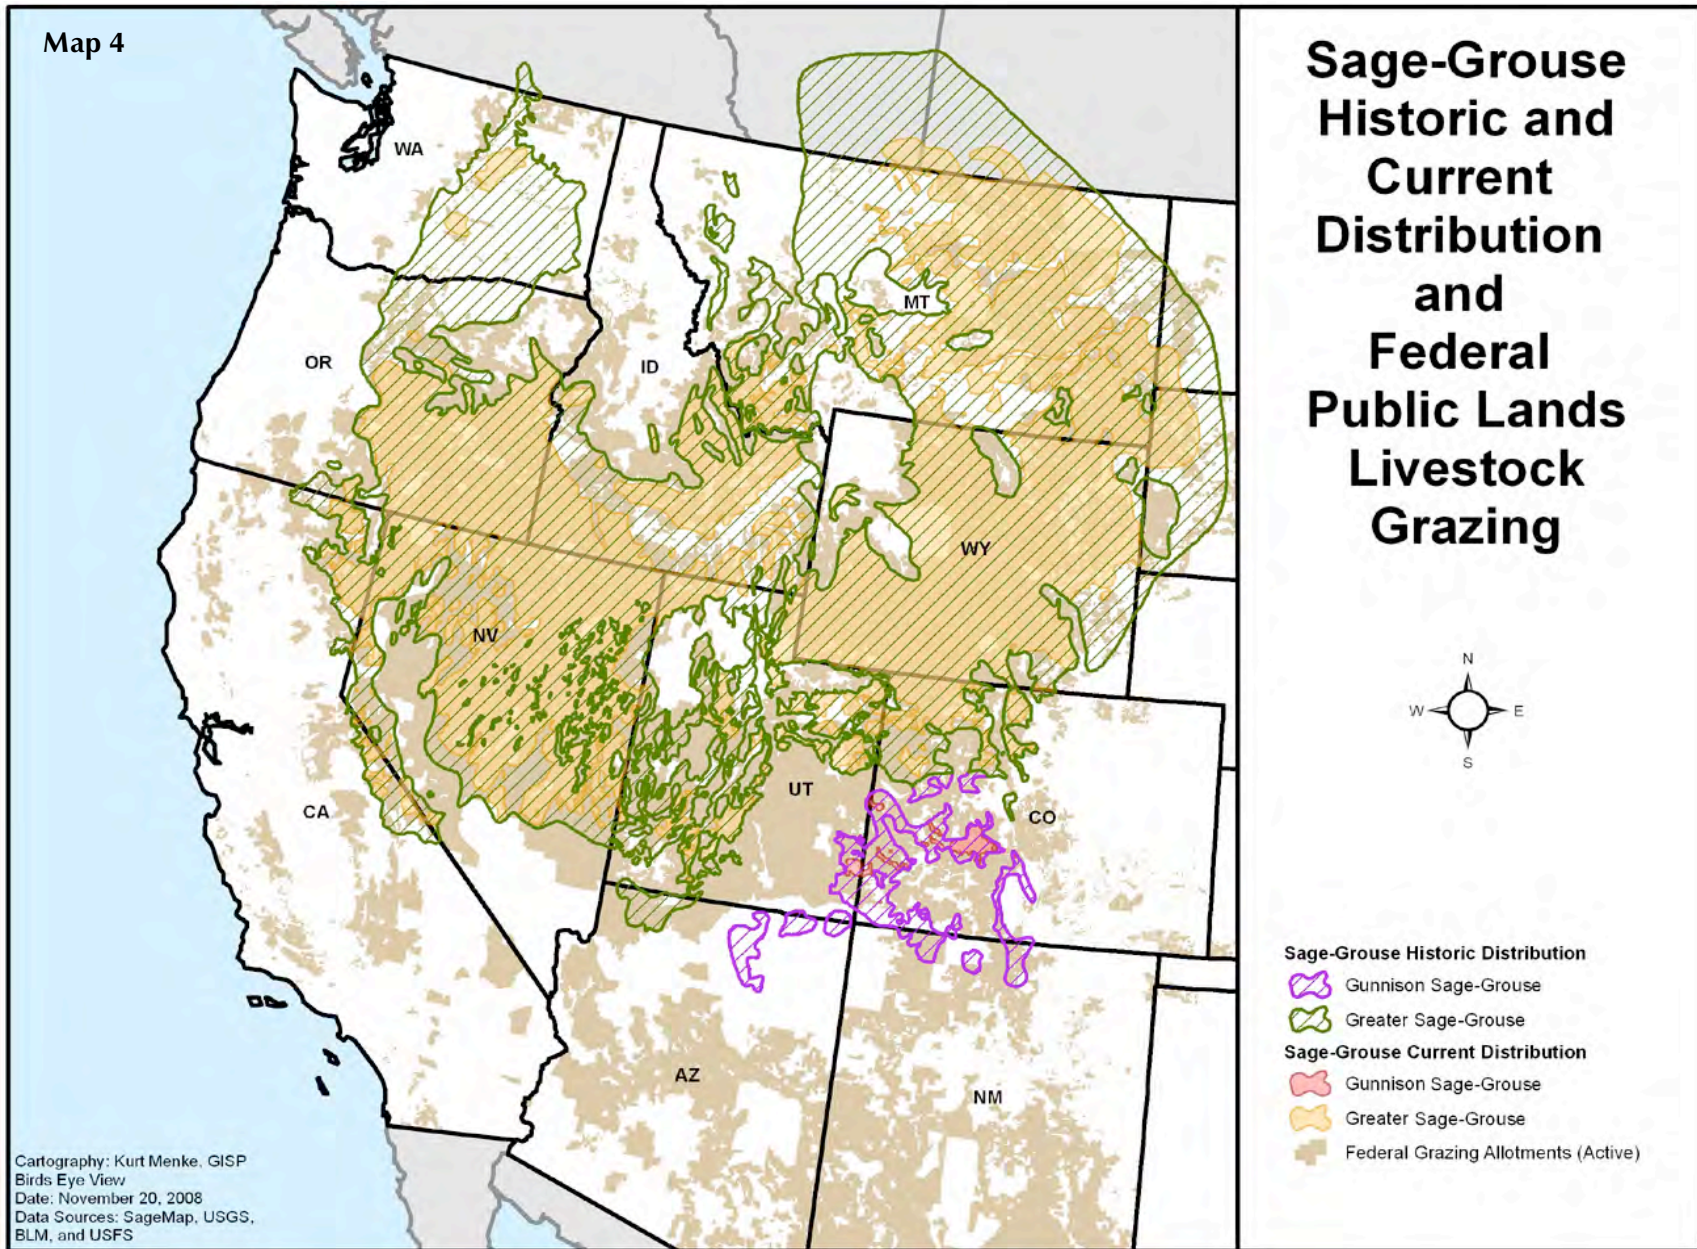 Map 4
Sage-Grouse
Historic and
Current
Distribution
and
Federal
Public Lands
Livestock
Grazing
WA
OR
ID
MT
WY
NV
CA
UT
CO
AZ
NM
N
W
E
S
Sage-Grouse Historic Distribution
Gunnison Sage-Grouse
Greater Sage-Grouse
Sage-Grouse Current Distribution
Gunnison Sage-Grouse
Greater Sage-Grouse
Federal Grazing Allotments (Active)
Cartography: Kurt Menke, GISP
Birds Eye View
Date: November 20, 2008
Data Sources: SageMap, USGS,
BLM, and USFS